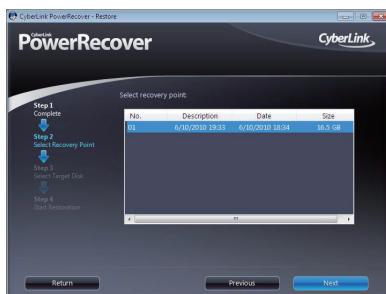 CyberLink PowerRecover - Restore
CyberLink
PowerRecover
CyberLink
Select recovery point:
Step 1
Complete
Step 2
Select Recovery Point
Step 3
Select Target Disk
Step 4
Start Restoration
No. Description Date Size
01 6/10/2010 19:33 6/10/2010 18:34 16.5 GB
Return Previous Next